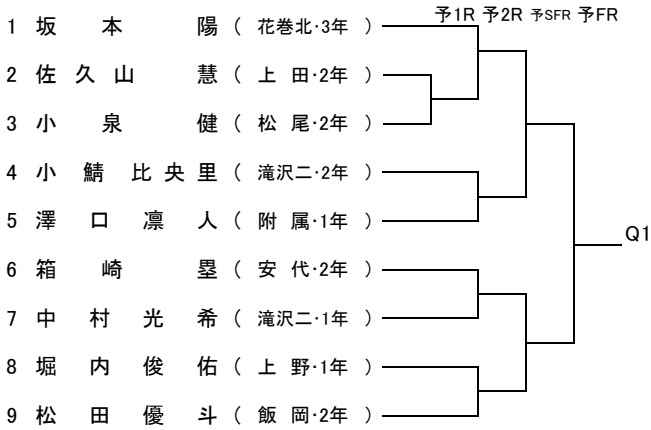 予1R 予2R 予SFR 予FR
1 坂本陽 ( 花巻北・3年 )
2 佐久山慧 ( 上田・2年 )
3 小泉健 ( 松尾・2年 )
4 小鯖比央里 ( 滝沢二・2年 )
5 澤口凛人 ( 附属・1年 )
Q1
6 箱崎塁 ( 安代・2年 )
7 中村光希 ( 滝沢二・1年 )
8 堀内俊佑 ( 上野・1年 )
9 松田優斗 ( 飯岡・2年 )